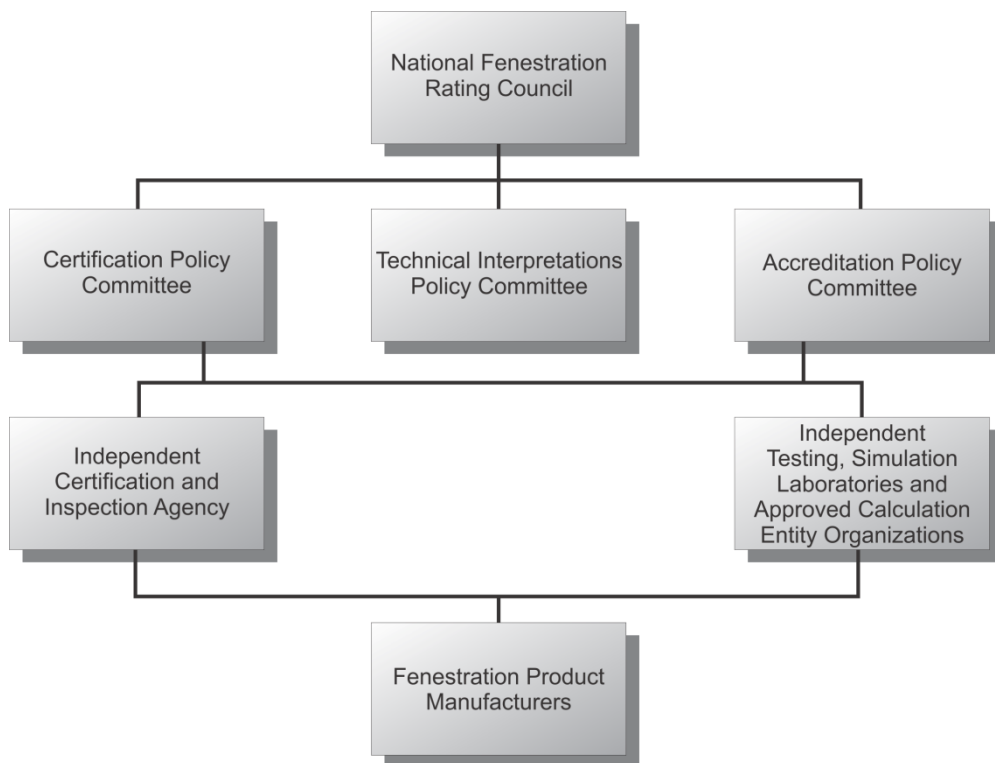 National Fenestration
Rating Council
Certification Policy
Committee
Technical Interpretations
Policy Committee
Accreditation Policy
Committee
Independent
Certification and
Inspection Agency
Independent
Testing, Simulation
Laboratories and
Approved Calculation
Entity Organizations
Fenestration Product
Manufacturers